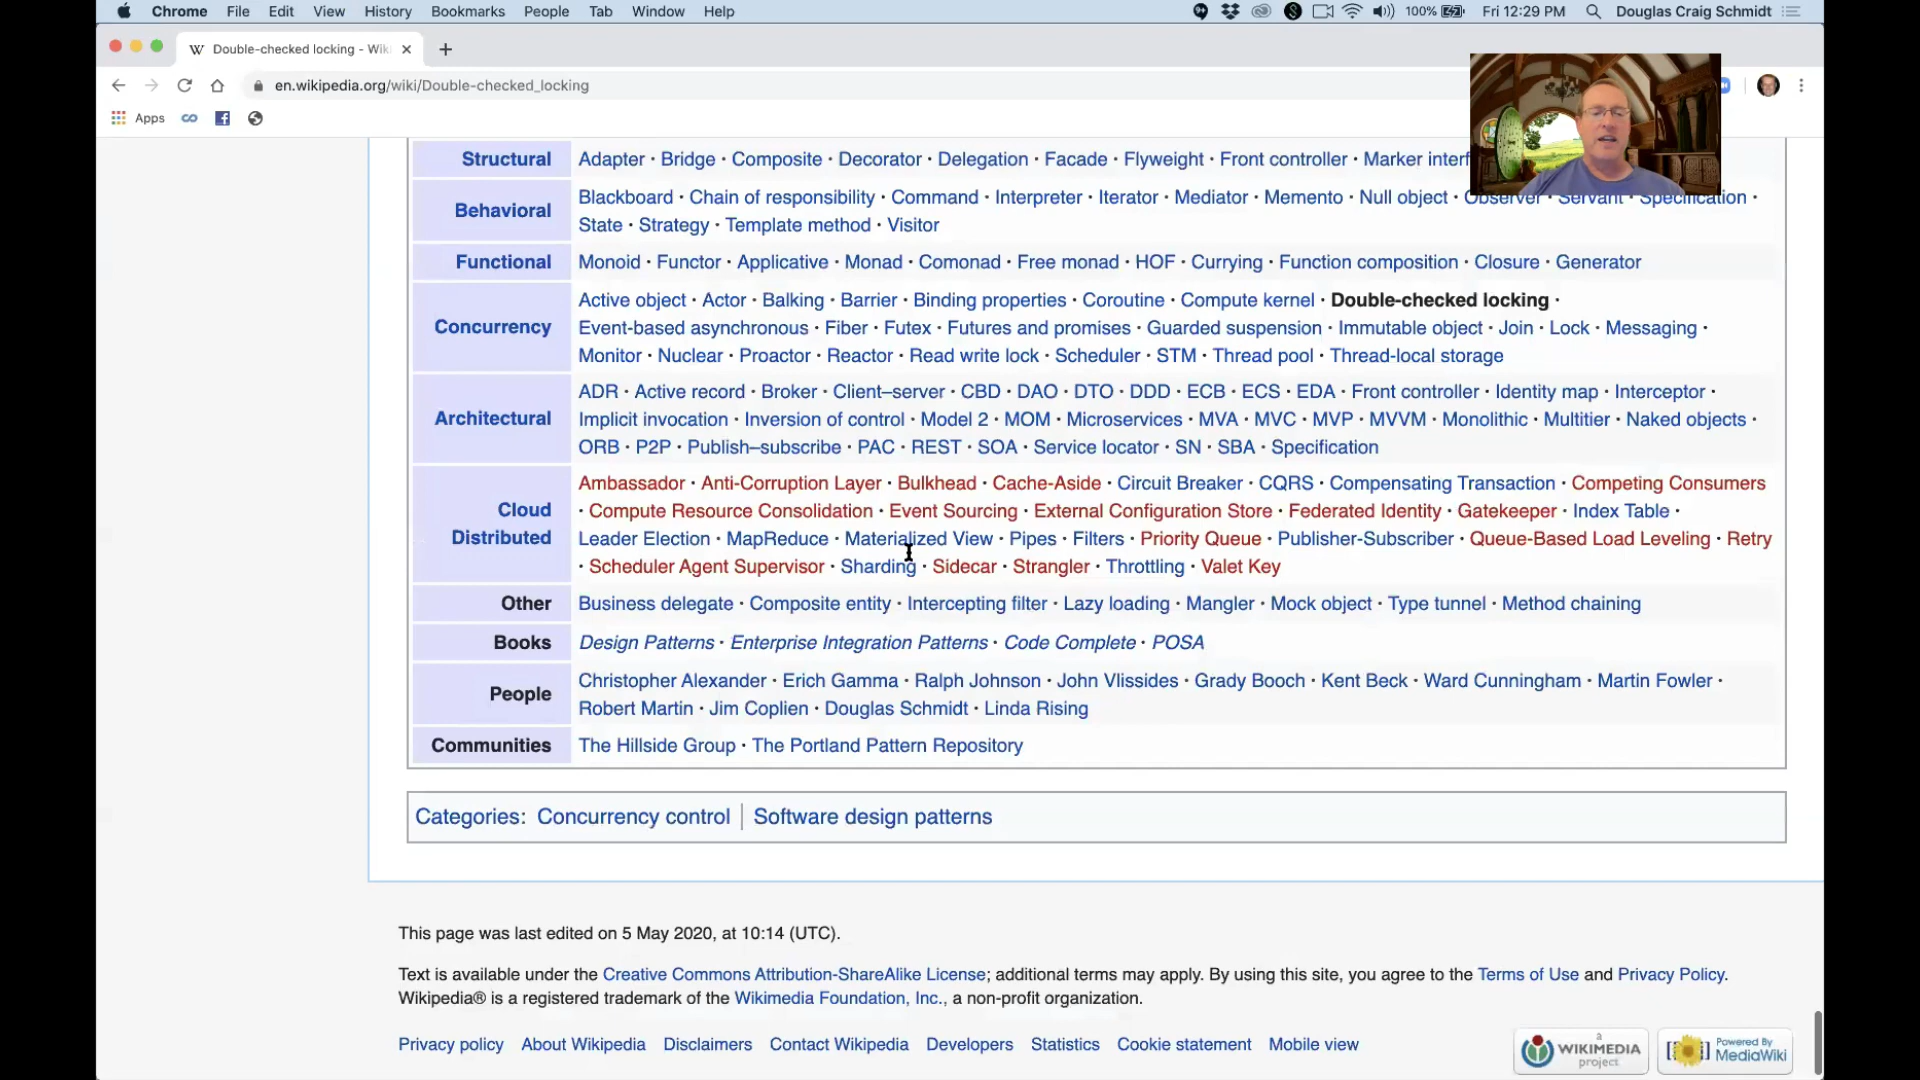 Chrome File Edit View History Bookmarks People Tab Window Help 100% Fri 12:29 PM Douglas Craig Schmidt
W Double-checked locking - Wiki
en.wikipedia.org/wiki/Double-checked_locking
Apps
Structural Adapter · Bridge · Composite · Decorator · Delegation · Facade · Flyweight · Front controller · Marker interf
Behavioral Blackboard · Chain of responsibility · Command · Interpreter · Iterator · Mediator · Memento · Null object · Observer · Servant · Specification ·
State · Strategy · Template method · Visitor
Functional Monoid · Functor · Applicative · Monad · Comonad · Free monad · HOF · Currying · Function composition · Closure · Generator
Concurrency Active object · Actor · Balking · Barrier · Binding properties · Coroutine · Compute kernel · Double-checked locking ·
Event-based asynchronous · Fiber · Futex · Futures and promises · Guarded suspension · Immutable object · Join · Lock · Messaging ·
Monitor · Nuclear · Proactor · Reactor · Read write lock · Scheduler · STM · Thread pool · Thread-local storage
Architectural ADR · Active record · Broker · Client–server · CBD · DAO · DTO · DDD · ECB · ECS · EDA · Front controller · Identity map · Interceptor ·
Implicit invocation · Inversion of control · Model 2 · MOM · Microservices · MVA · MVC · MVP · MVVM · Monolithic · Multitier · Naked objects ·
ORB · P2P · Publish–subscribe · PAC · REST · SOA · Service locator · SN · SBA · Specification
Cloud Distributed Ambassador · Anti-Corruption Layer · Bulkhead · Cache-Aside · Circuit Breaker · CQRS · Compensating Transaction · Competing Consumers
· Compute Resource Consolidation · Event Sourcing · External Configuration Store · Federated Identity · Gatekeeper · Index Table ·
Leader Election · MapReduce · Materialized View · Pipes · Filters · Priority Queue · Publisher-Subscriber · Queue-Based Load Leveling · Retry
· Scheduler Agent Supervisor · Sharding · Sidecar · Strangler · Throttling · Valet Key
Other Business delegate · Composite entity · Intercepting filter · Lazy loading · Mangler · Mock object · Type tunnel · Method chaining
Books Design Patterns · Enterprise Integration Patterns · Code Complete · POSA
People Christopher Alexander · Erich Gamma · Ralph Johnson · John Vlissides · Grady Booch · Kent Beck · Ward Cunningham · Martin Fowler ·
Robert Martin · Jim Coplien · Douglas Schmidt · Linda Rising
Communities The Hillside Group · The Portland Pattern Repository
Categories: Concurrency control | Software design patterns
This page was last edited on 5 May 2020, at 10:14 (UTC).
Text is available under the Creative Commons Attribution-ShareAlike License; additional terms may apply. By using this site, you agree to the Terms of Use and Privacy Policy.
Wikipedia® is a registered trademark of the Wikimedia Foundation, Inc., a non-profit organization.
Privacy policy About Wikipedia Disclaimers Contact Wikipedia Developers Statistics Cookie statement Mobile view
a WIKIMEDIA project
Powered By MediaWiki